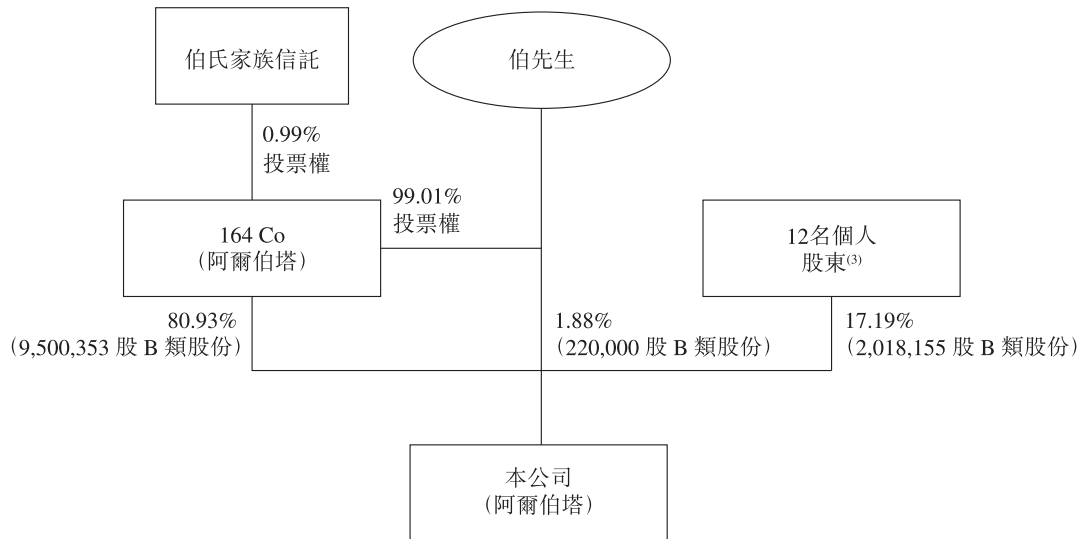 伯氏家族信託
伯先生
0.99%
投票權
99.01%
投票權
164 Co
(阿爾伯塔)
12名個人
股東(3)
80.93%
(9,500,353 股 B 類股份)
1.88%
(220,000 股 B 類股份)
17.19%
(2,018,155 股 B 類股份)
本公司
(阿爾伯塔)